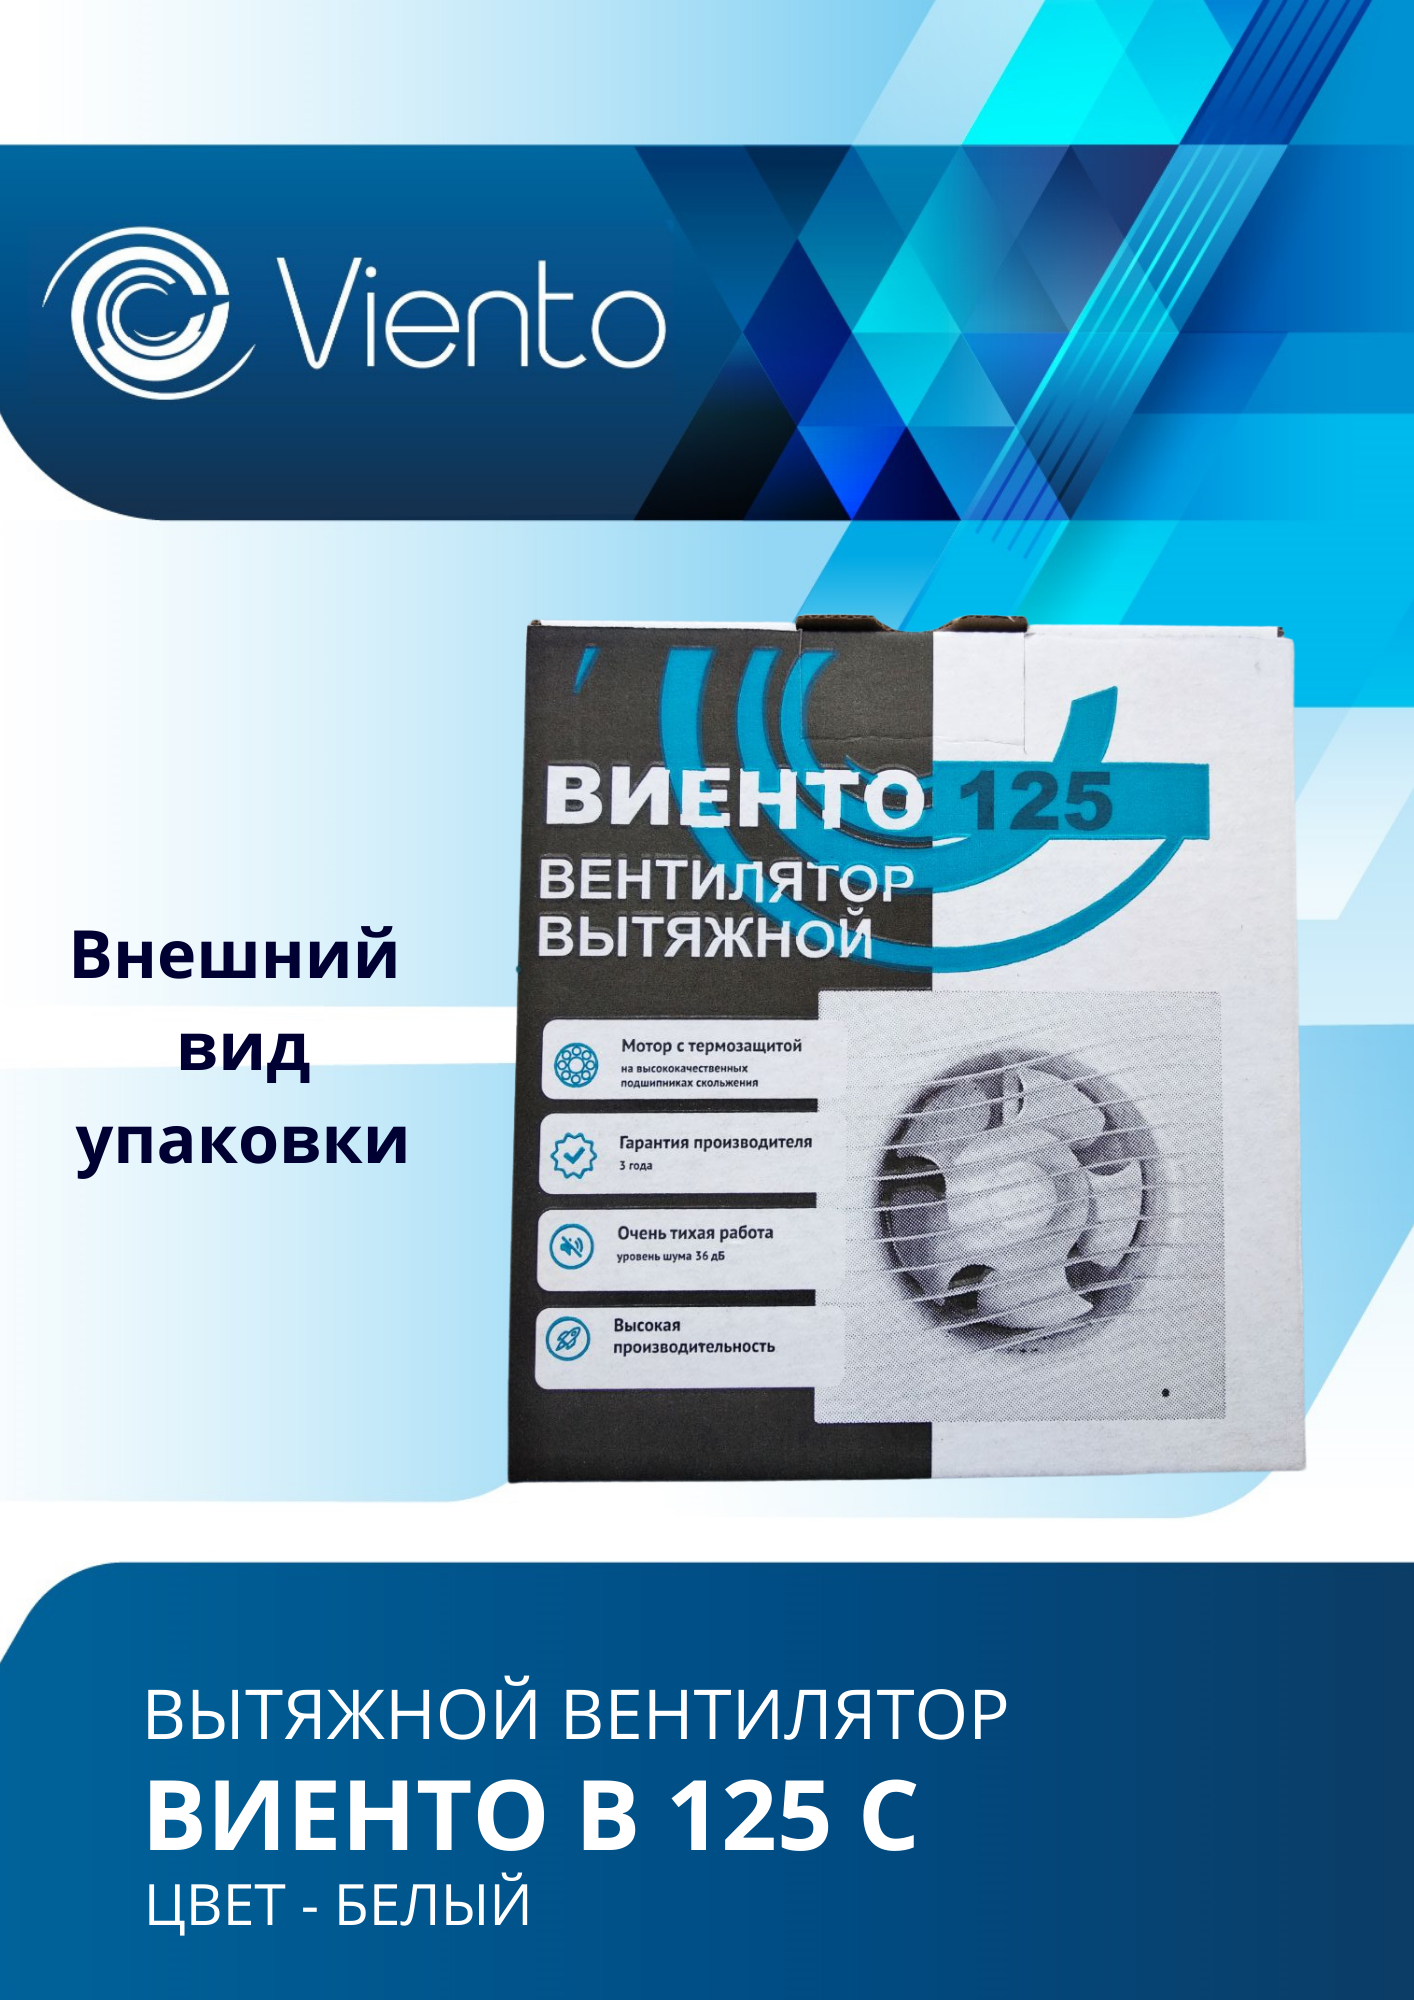 Viento
ВИЕНТО 125
ВЕНТИЛЯТОР
ВЫТЯЖНОЙ
Внешний
вид
упаковки
Мотор с термозащитой
на высококачественных
подшипниках скольжения
Гарантия производителя
3 года
Очень тихая работа
уровень шума 36 дБ
Высокая
производительность
ВЫТЯЖНОЙ ВЕНТИЛЯТОР
ВИЕНТО В 125 С
ЦВЕТ - БЕЛЫЙ